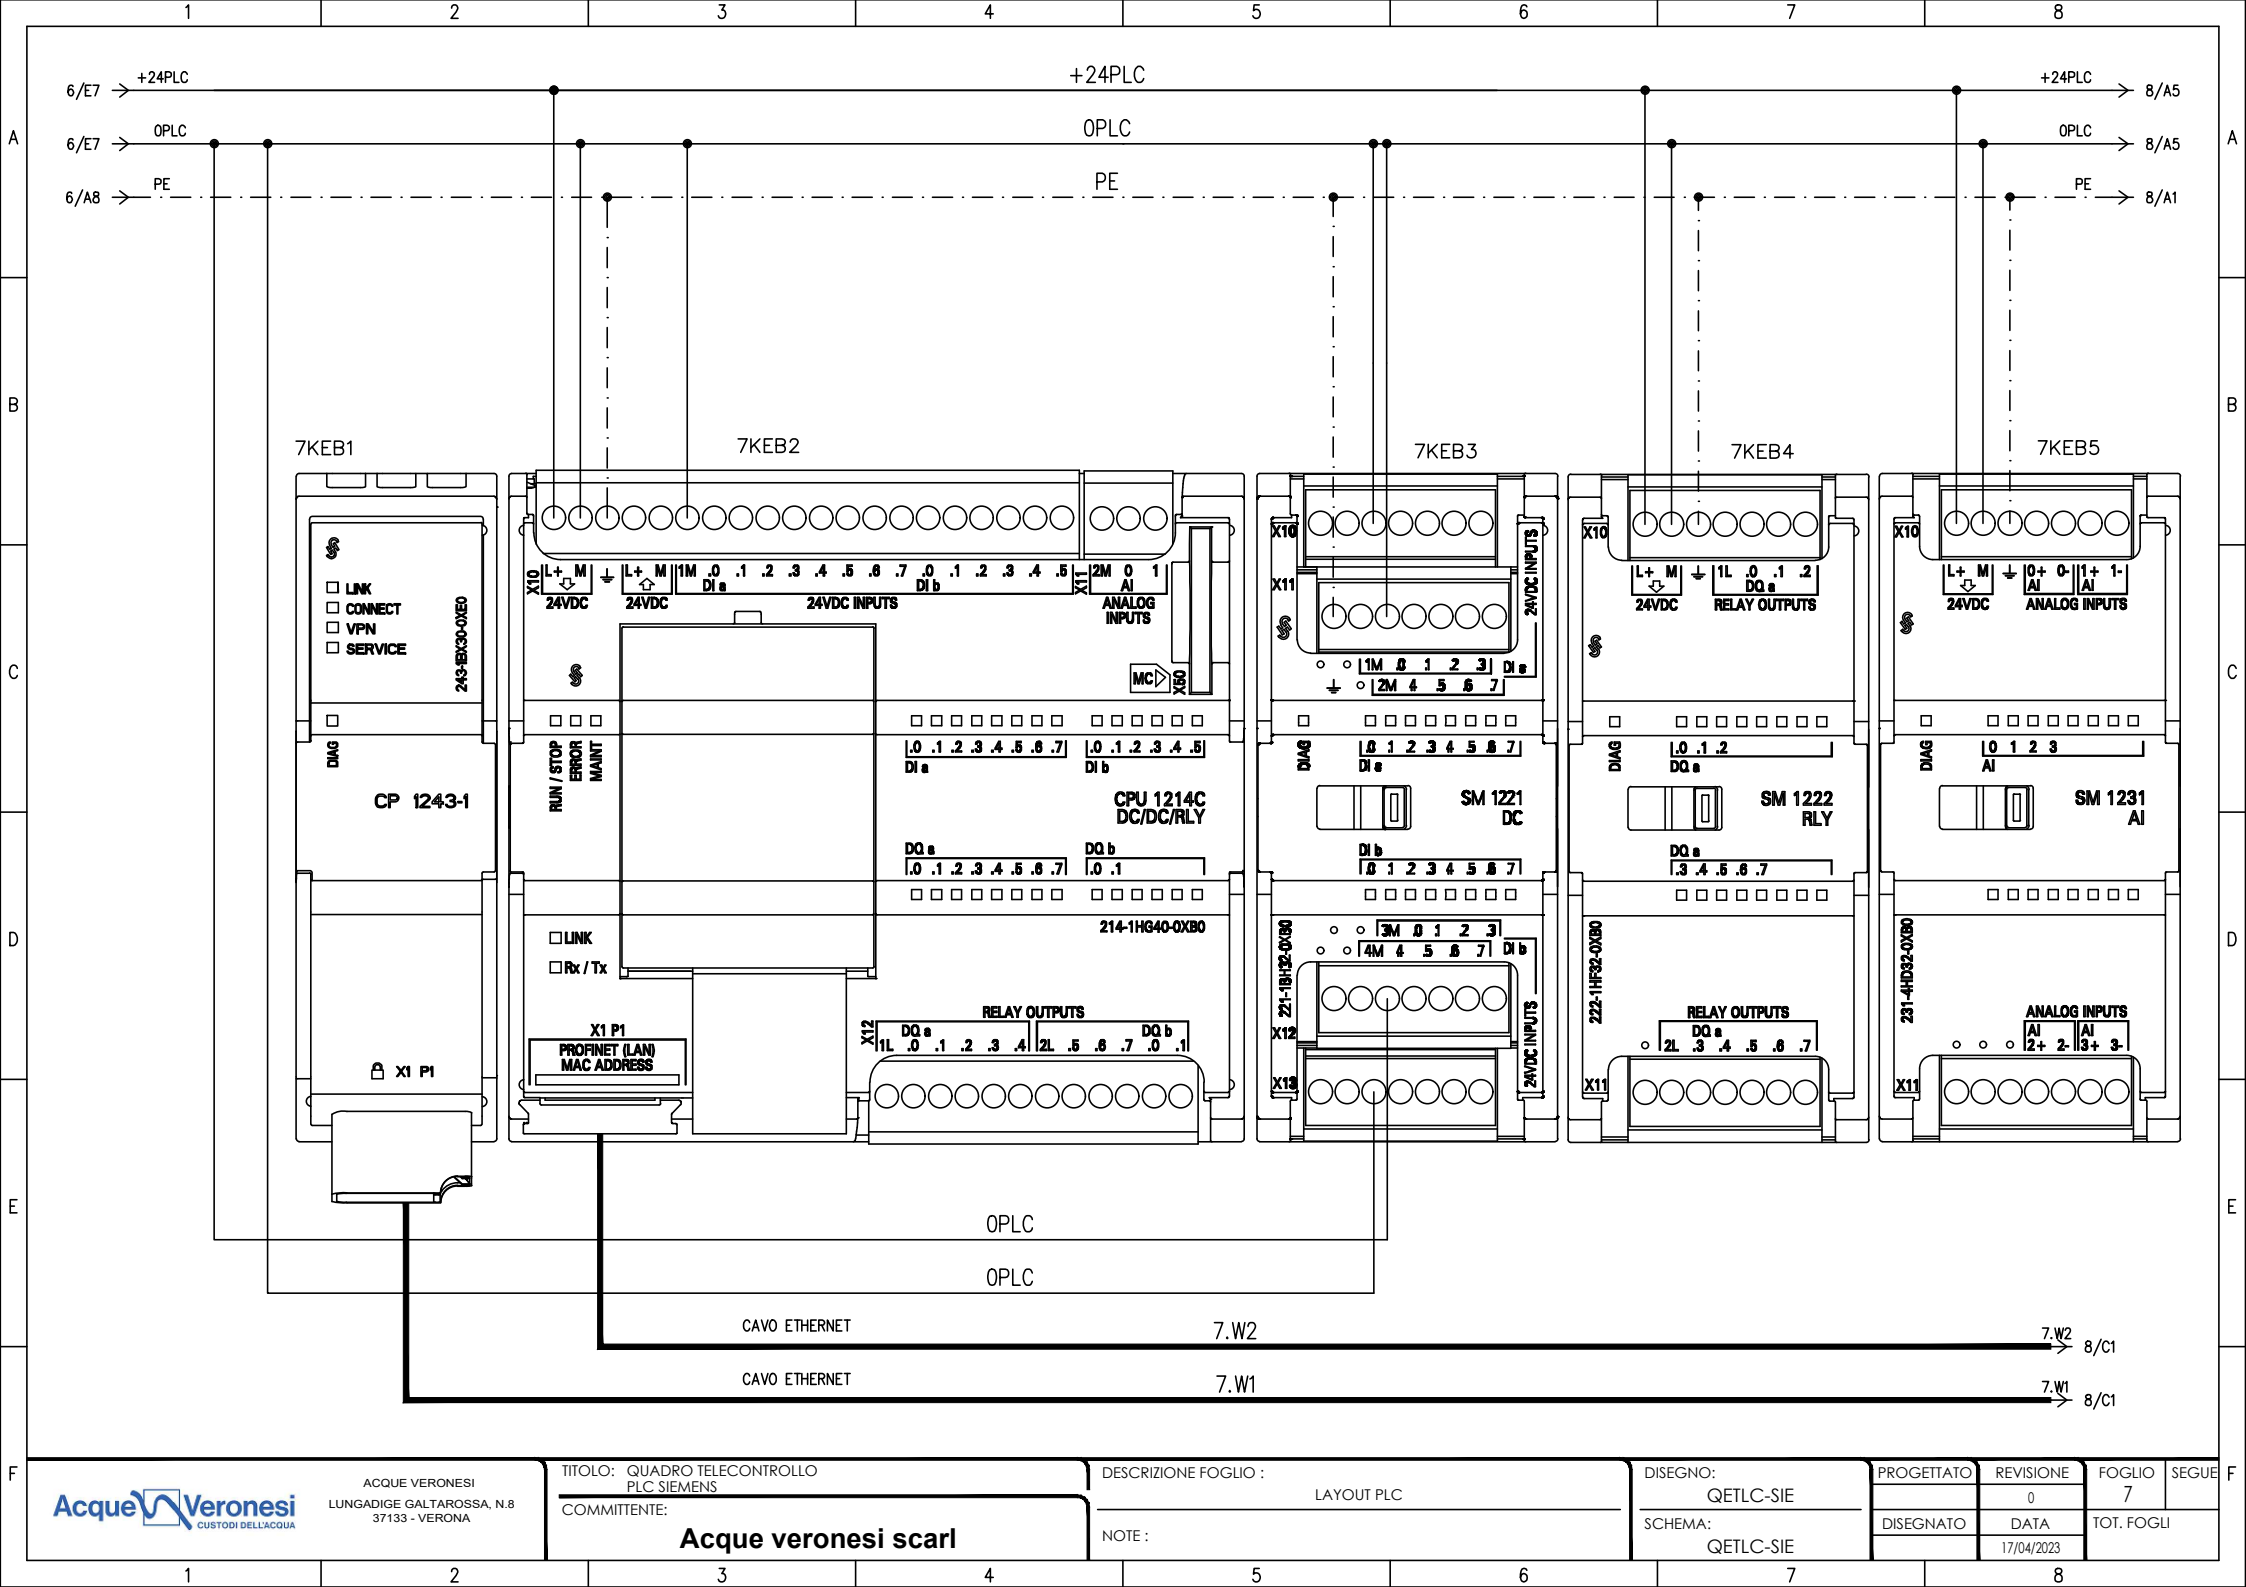 1 2 3 4 5 6 7 8
+24PLC +24PLC +24PLC
6/E7 8/A5
0PLC 0PLC 0PLC
A 6/E7 8/A5 A
PE PE PE
6/A8 8/A1
B B
7KEB1 7KEB2 7KEB3 7KEB4 7KEB5
X10 X10 X10
X10 L+ M L+ M 1M .0 .1 .2 .3 .4 .5 .6 .7 .0 .1 .2 .3 .4 .5 X11 2M 0 1
DI a DI b AI
24VDC 24VDC 24VDC INPUTS ANALOG
INPUTS
X11 24VDC INPUTS
L+ M 1L .0 .1 .2
DQ a
24VDC RELAY OUTPUTS
L+ M 0+ 0- 1+ 1-
AI AI
24VDC ANALOG INPUTS
LINK
CONNECT
VPN
SERVICE
243-1BX30-0XE0
1M .0 .1 .2 .3 DI a
2M .4 .5 .6 .7
C MC X50 C
DIAG
RUN / STOP
ERROR
MAINT
.0 .1 .2 .3 .4 .5 .6 .7 .0 .1 .2 .3 .4 .5
DI a DI b
DIAG .0 .1 .2 .3 .4 .5 .6 .7
DI a
DIAG .0 .1 .2
DQ a
DIAG 0 1 2 3
AI
CP 1243-1
CPU 1214C
DC/DC/RLY
SM 1221
DC
SM 1222
RLY
SM 1231
AI
DQ a DQ b
.0 .1 .2 .3 .4 .5 .6 .7 .0 .1
DI b
.0 .1 .2 .3 .4 .5 .6 .7
DQ a
.3 .4 .5 .6 .7
D D
214-1HG40-0XB0
LINK
Rx / Tx
221-1BH32-0XB0
3M .0 .1 .2 .3
4M .4 .5 .6 .7 DI b
222-1HF32-0XB0
231-4HD32-0XB0
X1 P1
PROFINET (LAN)
MAC ADDRESS
RELAY OUTPUTS
X12 DQ a DQ b
1L .0 .1 .2 .3 .4 2L .5 .6 .7 .0 .1
X12 24VDC INPUTS
X13
RELAY OUTPUTS
DQ a
2L .3 .4 .5 .6 .7
X11
ANALOG INPUTS
AI AI
2+ 2- 3+ 3-
X11
X1 P1
E E
0PLC
0PLC
CAVO ETHERNET 7.W2 7.W2
8/C1
CAVO ETHERNET 7.W1 7.W1
8/C1
F F
Acque Veronesi
CUSTODI DELL'ACQUA
ACQUE VERONESI
LUNGADIGE GALTAROSSA, N.8
37133 - VERONA
TITOLO: QUADRO TELECONTROLLO
PLC SIEMENS
COMMITTENTE:
Acque veronesi scarl
DESCRIZIONE FOGLIO :
LAYOUT PLC
NOTE :
DISEGNO:
QETLC-SIE
SCHEMA:
QETLC-SIE
PROGETTATO REVISIONE FOGLIO SEGUE
0 7
DISEGNATO DATA TOT. FOGLI
17/04/2023
1 2 3 4 5 6 7 8